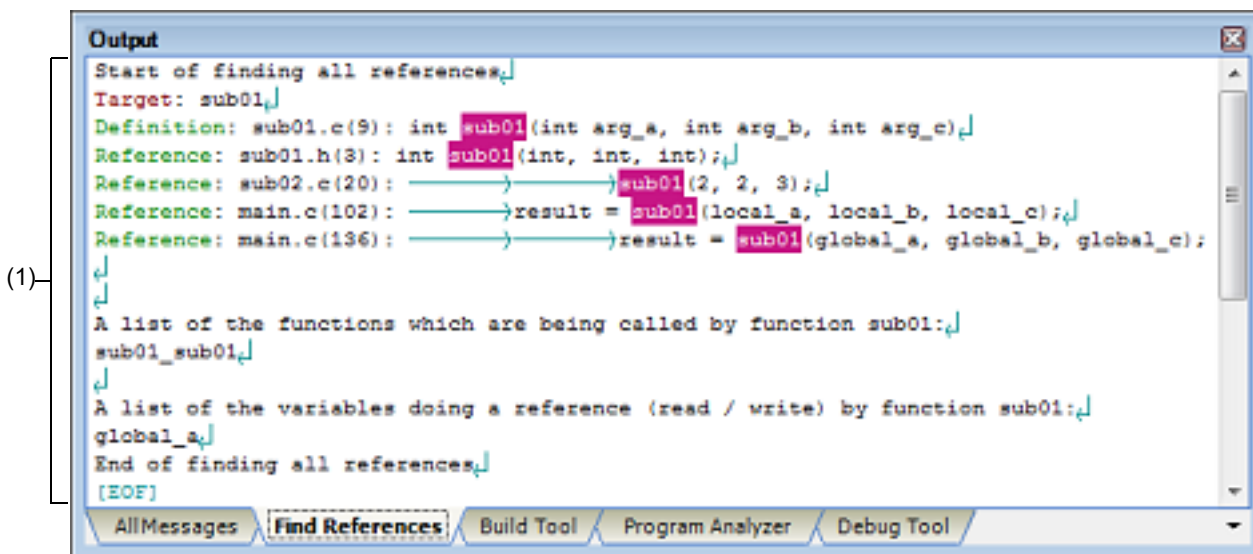 Output
Start of finding all references
Target: sub01
Definition: sub01.c(9): int sub01(int arg_a, int arg_b, int arg_c)
Reference: sub01.h(3): int sub01(int, int, int);
Reference: sub02.c(20): sub01(2, 2, 3);
Reference: main.c(102): result = sub01(local_a, local_b, local_c);
Reference: main.c(136): result = sub01(global_a, global_b, global_c);
(1)
A list of the functions which are being called by function sub01:
sub01_sub01
A list of the variables doing a reference (read / write) by function sub01:
global_a
End of finding all references
[EOF]
All Messages Find References Build Tool Program Analyzer Debug Tool